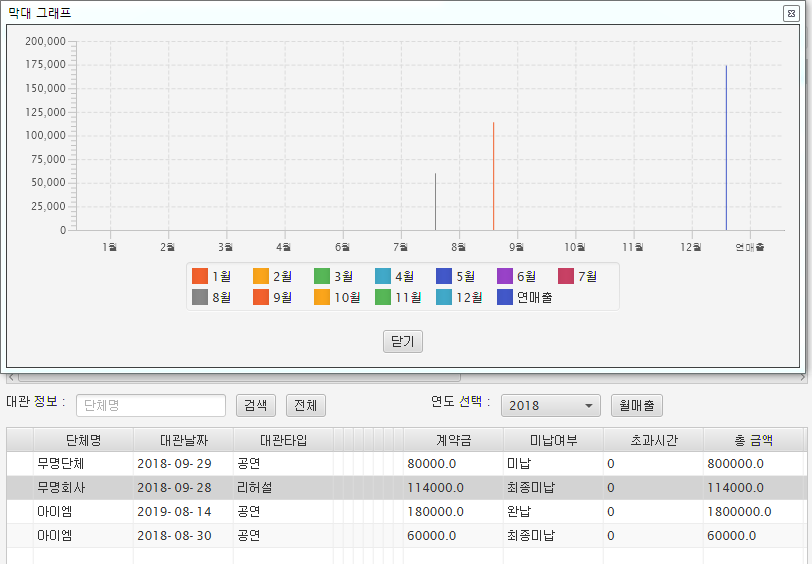 막대 그래프
200,000
175,000
150,000
125,000
100,000
75,000
50,000
25,000
0
1월 2월 3월 4월 6월 7월 8월 9월 10월 11월 12월 연매출
1월 2월 3월 4월 5월 6월 7월
8월 9월 10월 11월 12월 연매출
닫기
대관 정보 : 단체명 검색 전체 연도 선택 : 2018 월매출
단체명 대관날짜 대관타입 계약금 미납여부 초과시간 총 금액
무명단체 2018-09-29 공연 80000.0 미납 0 800000.0
무명회사 2018-09-28 리허설 114000.0 최종미납 0 114000.0
아이엠 2019-08-14 공연 180000.0 완납 0 1800000.0
아이엠 2018-08-30 공연 60000.0 최종미납 0 60000.0